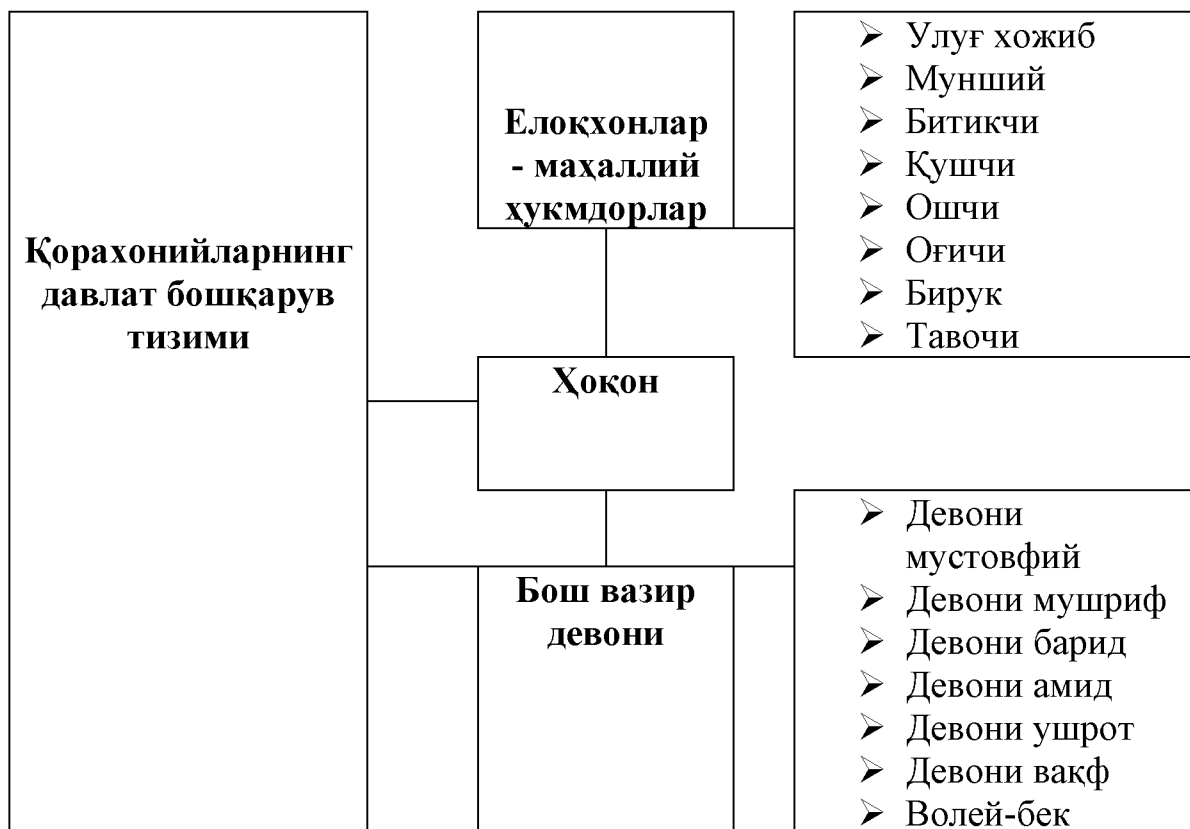 Қорахонийларнинг
давлат бошқарув
тизими
Елоқхонлар
- маҳаллий
ҳукмдорлар
➢ Улуғ хожиб
➢ Мунший
➢ Битикчи
➢ Қушчи
➢ Ошчи
➢ Оғичи
➢ Бирук
➢ Тавочи
Ҳоқон
Бош вазир
девони
➢ Девони
мустовфий
➢ Девони мушриф
➢ Девони барид
➢ Девони амид
➢ Девони ушрот
➢ Девони вақф
➢ Волей-бек